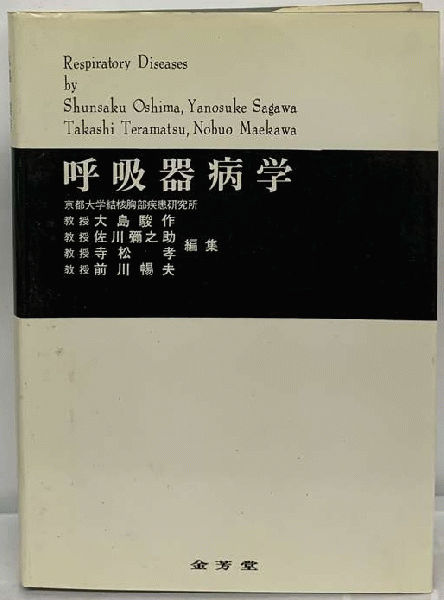 Respiratory Diseases
by
Shunsaku Oshima, Yanosuke Sagawa
Takashi Teramatsu, Nobuo Maekawa
呼吸器病学
京都大学結核胸部疾患研究所
教授 大島駿作
教授 佐川彌之助
教授 寺松 孝
教授 前川暢夫
編集
金芳堂